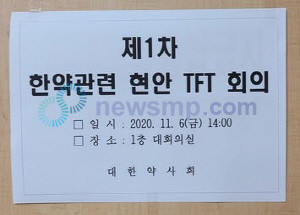 제1차
한약관련 현안 TFT 회의
newsmp.com
□ 일 시 : 2020. 11. 6(금) 14:00
□ 장 소 : 1층 대회의실
대 한 약 사 회